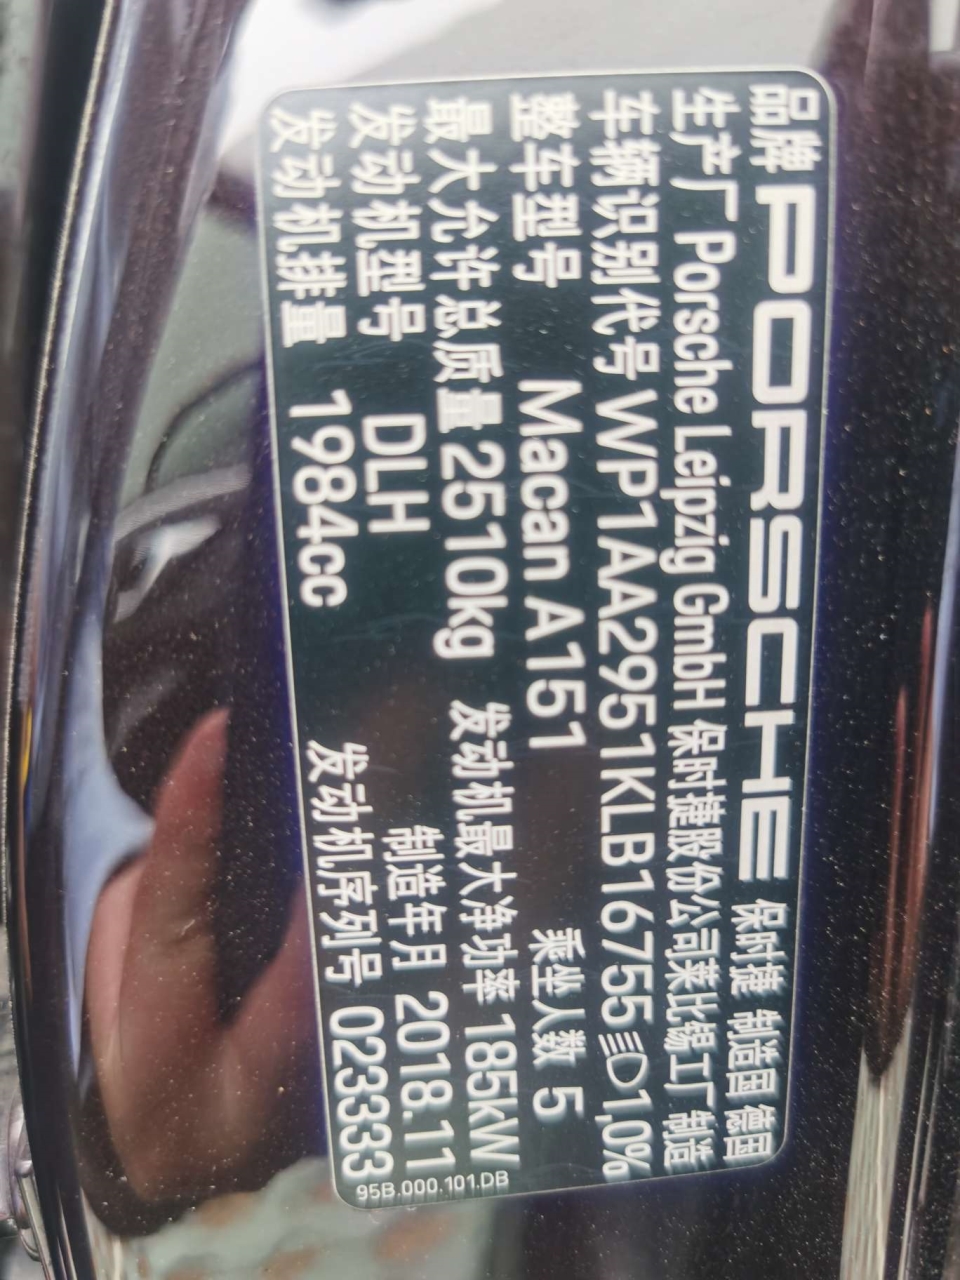 品牌 PORSCHE 保时捷 制造国 德国
生产厂 Porsche Leipzig GmbH 保时捷股份公司莱比锡工厂 制造
车辆识别代号 WP1AA2951KLB16755 1,0%
整车型号 Macan A151 乘坐人数 5
最大允许总质量 2510kg 发动机最大净功率 185kW
发动机型号 DLH 制造年月 2018.11
发动机排量 1984cc 发动机序列号 023333
95B.000.101.DB